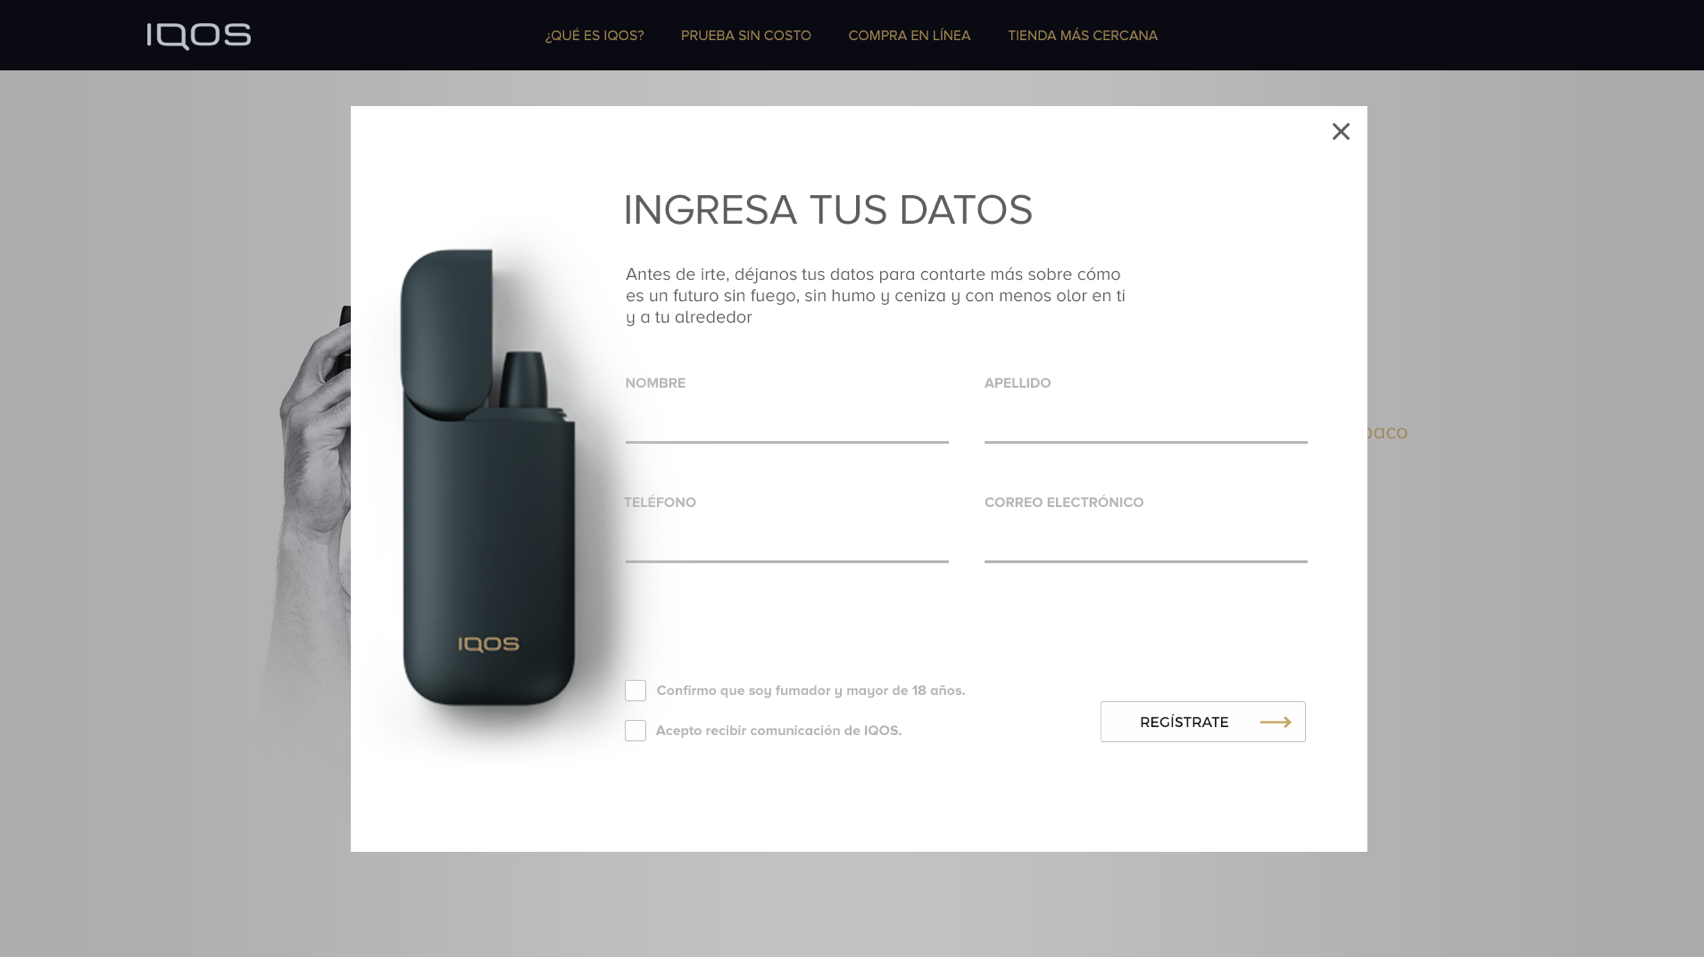 IQOS
¿QUÉ ES IQOS? PRUEBA SIN COSTO COMPRA EN LÍNEA TIENDA MÁS CERCANA
INGRESA TUS DATOS
Antes de irte, déjanos tus datos para contarte más sobre cómo
es un futuro sin fuego, sin humo y ceniza y con menos olor en ti
y a tu alrededor
NOMBRE APELLIDO
TELÉFONO CORREO ELECTRÓNICO
IQOS
Confirmo que soy fumador y mayor de 18 años.
Acepto recibir comunicación de IQOS.
REGÍSTRATE